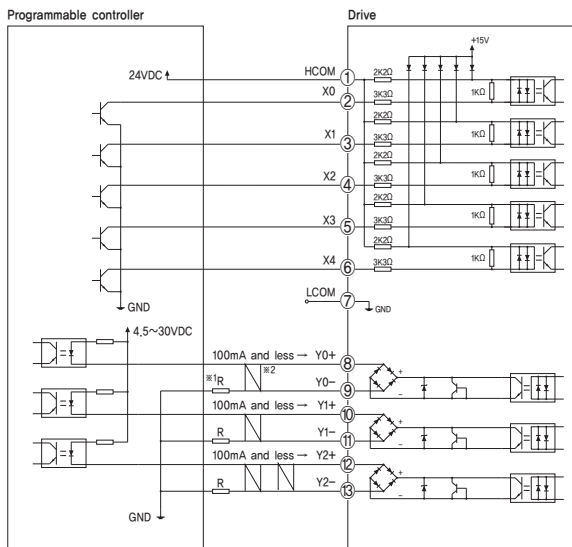 Programmable controller
Drive
+15V
24VDC
HCOM
1
2K2Ω
X0
2
3K3Ω
1KΩ
2K2Ω
X1
3
3K3Ω
1KΩ
2K2Ω
X2
4
3K3Ω
1KΩ
2K2Ω
X3
5
3K3Ω
1KΩ
2K2Ω
X4
6
3K3Ω
1KΩ
LCOM
7
GND
GND
4.5~30VDC
100mA and less → Y0+
8
※1R
※2
Y0-
9
100mA and less → Y1+
10
R
Y1-
11
100mA and less → Y2+
12
R
Y2-
13
GND
+
-
+
-
+
-